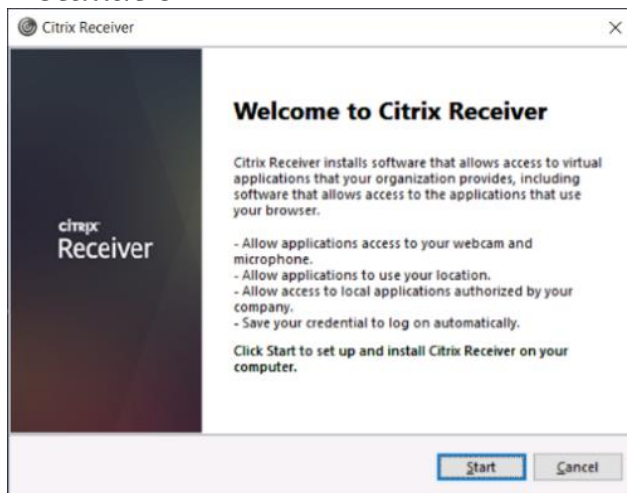 Citrix Receiver
Welcome to Citrix Receiver
Citrix Receiver installs software that allows access to virtual
applications that your organization provides, including
software that allows access to the applications that use
your browser.
- Allow applications access to your webcam and
microphone.
- Allow applications to use your location.
- Allow access to local applications authorized by your
company.
- Save your credential to log on automatically.
Click Start to set up and install Citrix Receiver on your
computer.
citrix
Receiver
Start
Cancel